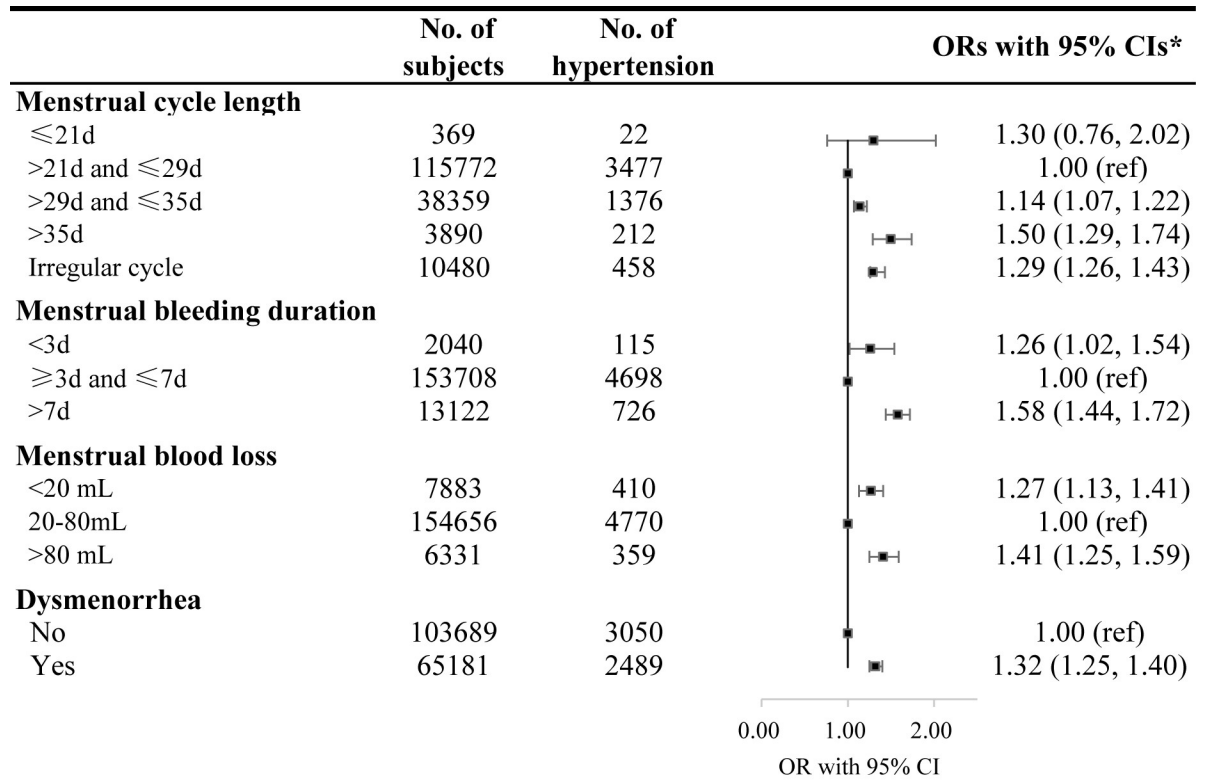 No. of subjects No. of hypertension ORs with 95% CIs*
Menstrual cycle length
⩽21d 369 22 1.30 (0.76, 2.02)
>21d and ⩽29d 115772 3477 1.00 (ref)
>29d and ⩽35d 38359 1376 1.14 (1.07, 1.22)
>35d 3890 212 1.50 (1.29, 1.74)
Irregular cycle 10480 458 1.29 (1.26, 1.43)
Menstrual bleeding duration
<3d 2040 115 1.26 (1.02, 1.54)
⩾3d and ⩽7d 153708 4698 1.00 (ref)
>7d 13122 726 1.58 (1.44, 1.72)
Menstrual blood loss
<20 mL 7883 410 1.27 (1.13, 1.41)
20-80mL 154656 4770 1.00 (ref)
>80 mL 6331 359 1.41 (1.25, 1.59)
Dysmenorrhea
No 103689 3050 1.00 (ref)
Yes 65181 2489 1.32 (1.25, 1.40)
0.00 1.00 2.00
OR with 95% CI